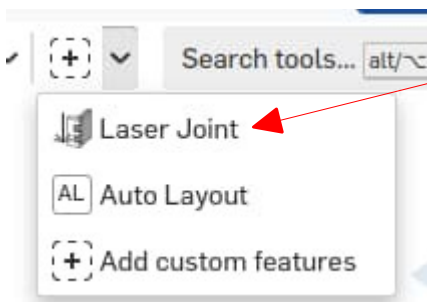 Search tools... alt/⌥
Laser Joint
AL Auto Layout
Add custom features